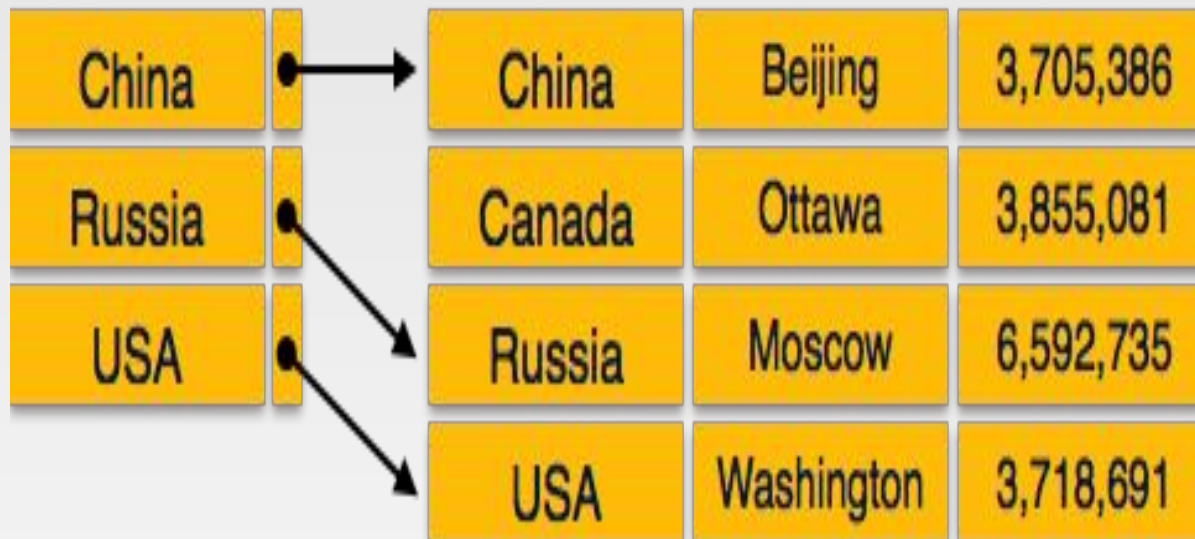 China China Beijing 3,705,386
Russia Canada Ottawa 3,855,081
USA Russia Moscow 6,592,735
USA Washington 3,718,691